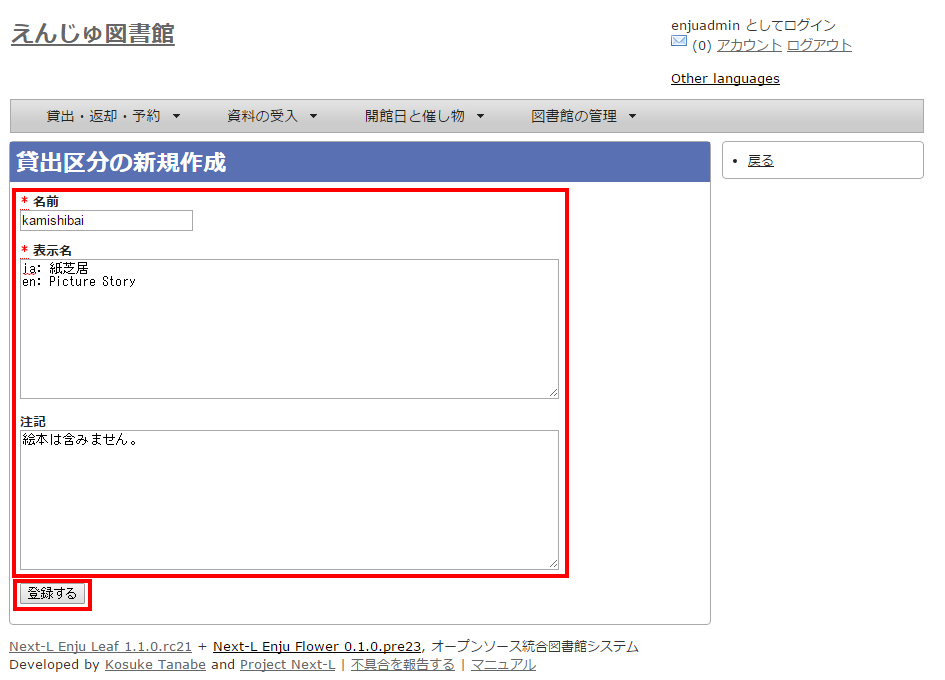 えんじゅ図書館
enjuadmin としてログイン
(0) アカウント ログアウト
Other languages
貸出・返却・予約 ▼ 資料の受入 ▼ 開館日と催し物 ▼ 図書館の管理 ▼
貸出区分の新規作成
• 戻る
* 名前
kamishibai
* 表示名
ja: 紙芝居
en: Picture Story
注記
絵本は含みません。
登録する
Next-L Enju Leaf 1.1.0.rc21 + Next-L Enju Flower 0.1.0.pre23, オープンソース統合図書館システム
Developed by Kosuke Tanabe and Project Next-L | 不具合を報告する | マニュアル